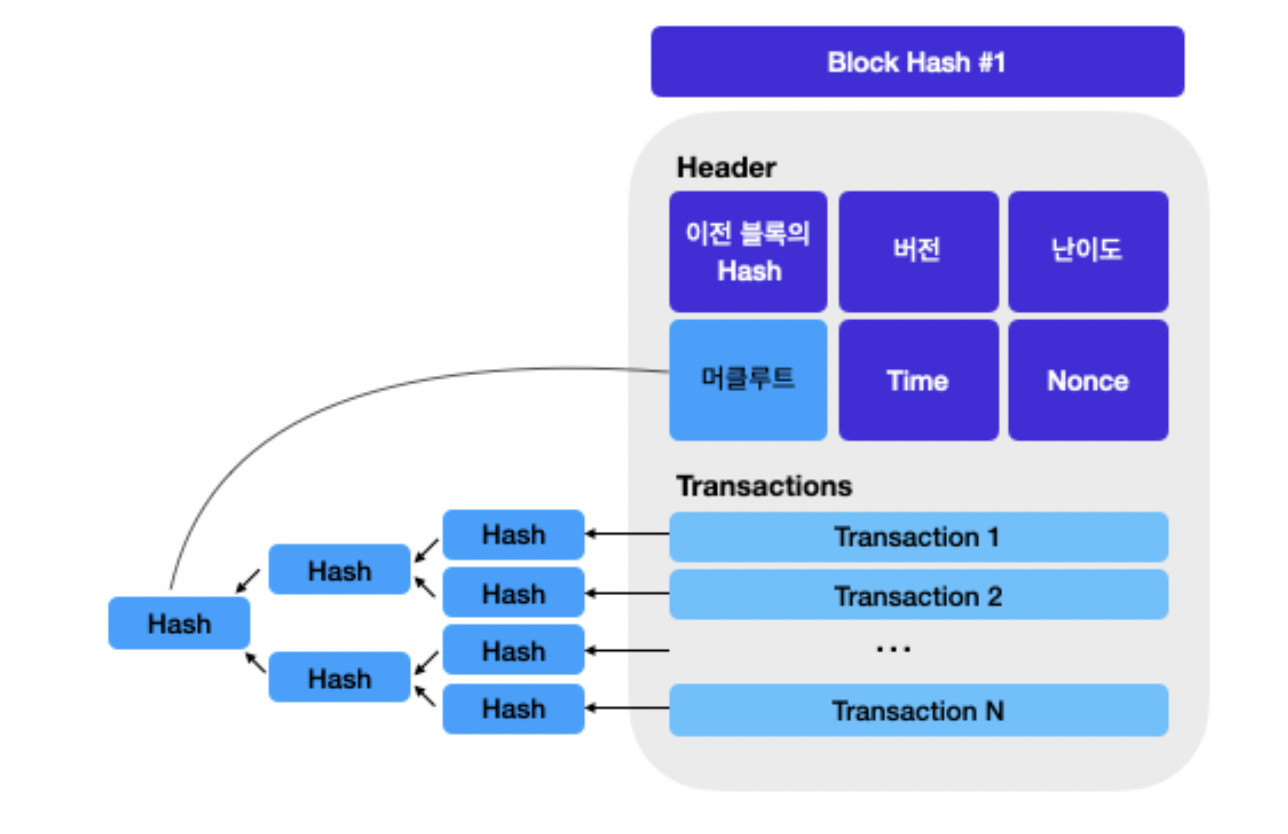 Block Hash #1
Header
이전 블록의
Hash
버전
난이도
머클루트
Time
Nonce
Transactions
Hash
Transaction 1
Hash
Hash
Transaction 2
Hash
Hash
...
Hash
Hash
Transaction N